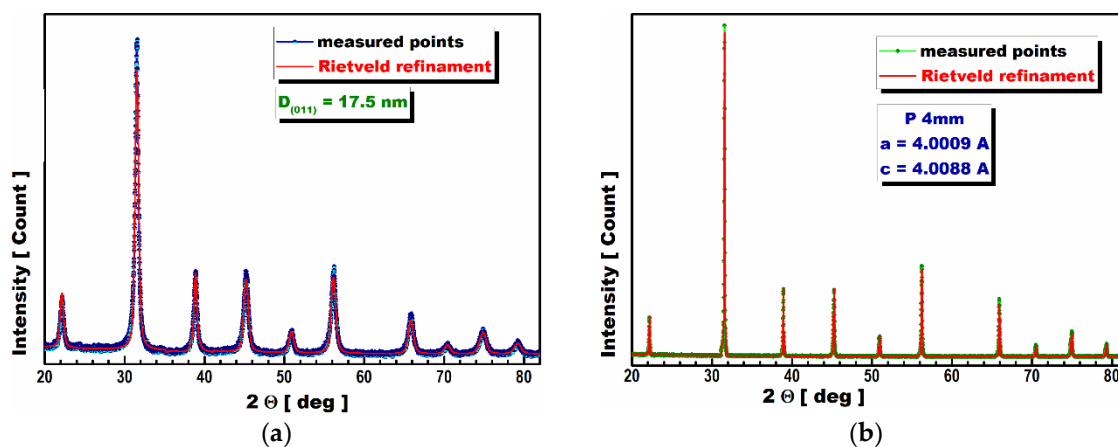 measured points
Rietveld refinament
D(011) = 17.5 nm
Intensity [ Count]
20 30 40 50 60 70 80
2 Θ [ deg ]
(a)
measured points
Rietveld refinament
P 4mm
a = 4.0009 A
c = 4.0088 A
Intensity [ Count]
20 30 40 50 60 70 80
2 Θ [ deg ]
(b)